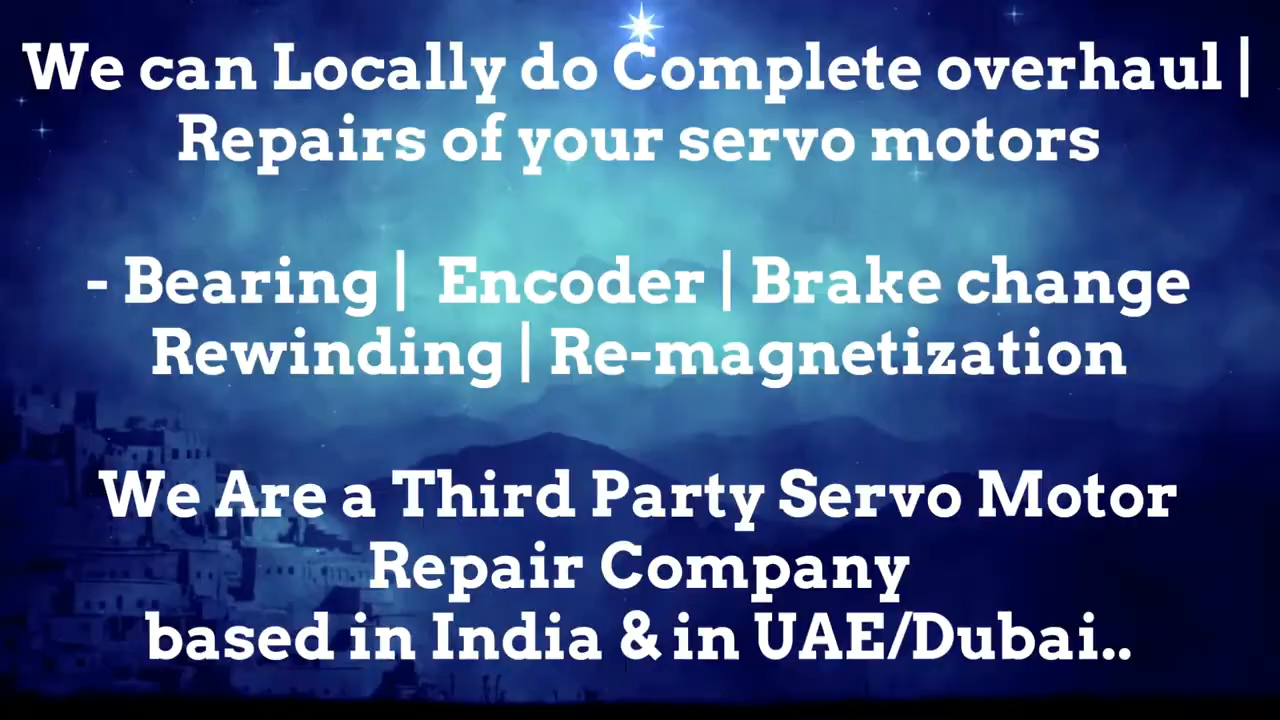 We can Locally do Complete overhaul |
Repairs of your servo motors
- Bearing | Encoder | Brake change
Rewinding | Re-magnetization
We Are a Third Party Servo Motor
Repair Company
based in India & in UAE/Dubai..